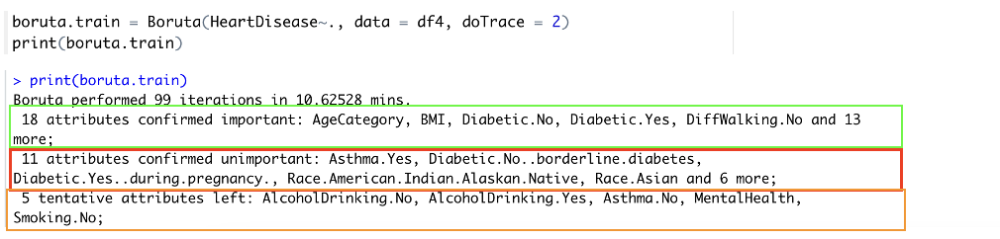 boruta.train = Boruta(HeartDisease~., data = df4, doTrace = 2)
print(boruta.train)
> print(boruta.train)
Boruta performed 99 iterations in 10.62528 mins.
18 attributes confirmed important: AgeCategory, BMI, Diabetic.No, Diabetic.Yes, DiffWalking.No and 13
more;
11 attributes confirmed unimportant: Asthma.Yes, Diabetic.No..borderline.diabetes,
Diabetic.Yes..during.pregnancy., Race.American.Indian.Alaskan.Native, Race.Asian and 6 more;
5 tentative attributes left: AlcoholDrinking.No, AlcoholDrinking.Yes, Asthma.No, MentalHealth,
Smoking.No;